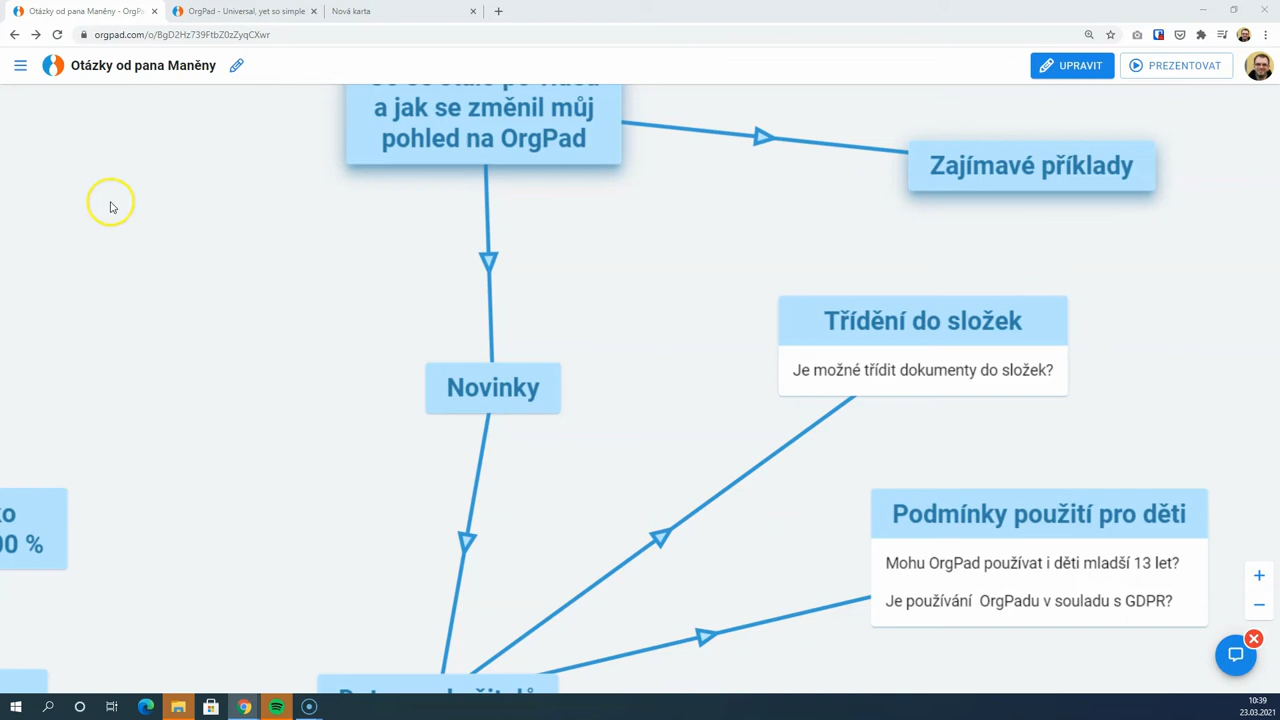 Otázky od pana Maněny - OrgPa
OrgPad - Universal, yet so simple
Nová karta
orgpad.com/o/BgD2Hz739FtbZ0zZyqCXwr
Otázky od pana Maněny
UPRAVIT
PREZENTOVAT
a jak se změnil můj
pohled na OrgPad
Zajímavé příklady
Třídění do složek
Je možné třídit dokumenty do složek?
Novinky
ko
00 %
Podmínky použití pro děti
Mohu OrgPad používat i děti mladší 13 let?
Je používání OrgPadu v souladu s GDPR?
10:39
23.03.2021